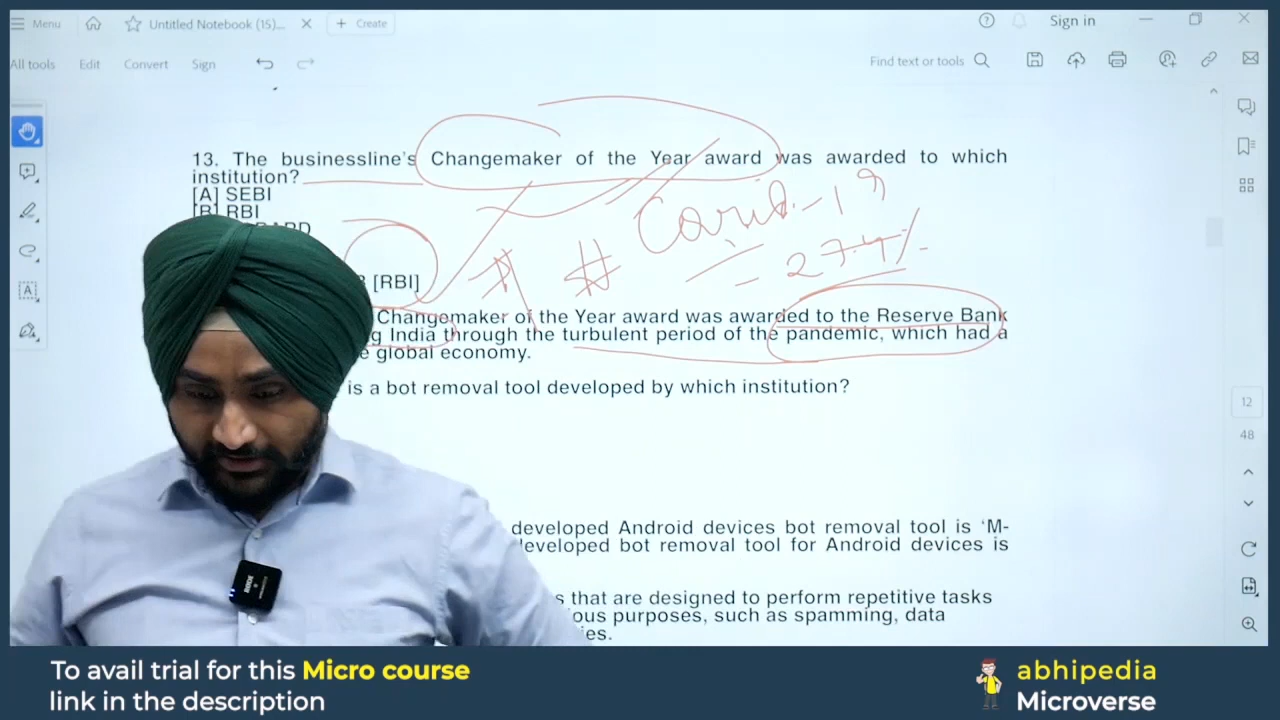 Menu
Untitled Notebook (15)...
Create
Sign in
All tools
Edit
Convert
Sign
Find text or tools
13. The businessline's Changemaker of the Year award was awarded to which
institution?
[A] SEBI
[B] RBI
Covid-19
= 27.4%
[RBI]
Changemaker of the Year award was awarded to the Reserve Bank
India through the turbulent period of the pandemic, which had a
global economy.
is a bot removal tool developed by which institution?
12
48
developed Android devices bot removal tool is ‘M-
developed bot removal tool for Android devices is
that are designed to perform repetitive tasks
purposes, such as spamming, data
To avail trial for this Micro course
link in the description
abhipedia
Microverse